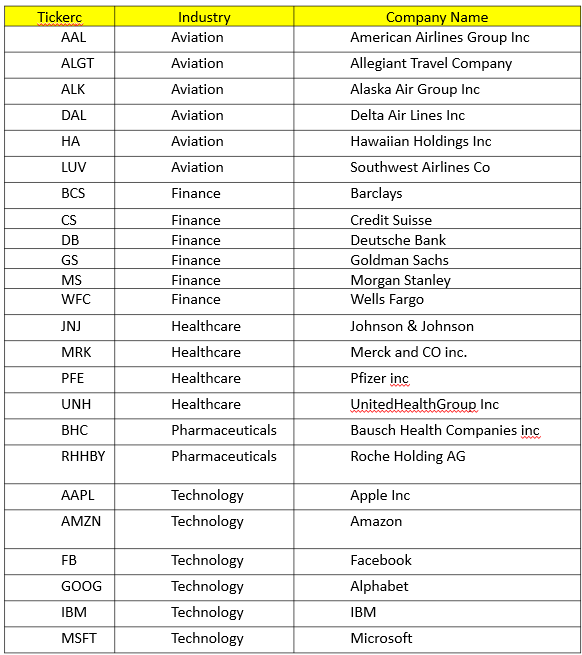 Tickerc Industry Company Name
AAL Aviation American Airlines Group Inc
ALGT Aviation Allegiant Travel Company
ALK Aviation Alaska Air Group Inc
DAL Aviation Delta Air Lines Inc
HA Aviation Hawaiian Holdings Inc
LUV Aviation Southwest Airlines Co
BCS Finance Barclays
CS Finance Credit Suisse
DB Finance Deutsche Bank
GS Finance Goldman Sachs
MS Finance Morgan Stanley
WFC Finance Wells Fargo
JNJ Healthcare Johnson & Johnson
MRK Healthcare Merck and CO inc.
PFE Healthcare Pfizer inc
UNH Healthcare UnitedHealthGroup Inc
BHC Pharmaceuticals Bausch Health Companies inc
RHHBY Pharmaceuticals Roche Holding AG
AAPL Technology Apple Inc
AMZN Technology Amazon
FB Technology Facebook
GOOG Technology Alphabet
IBM Technology IBM
MSFT Technology Microsoft